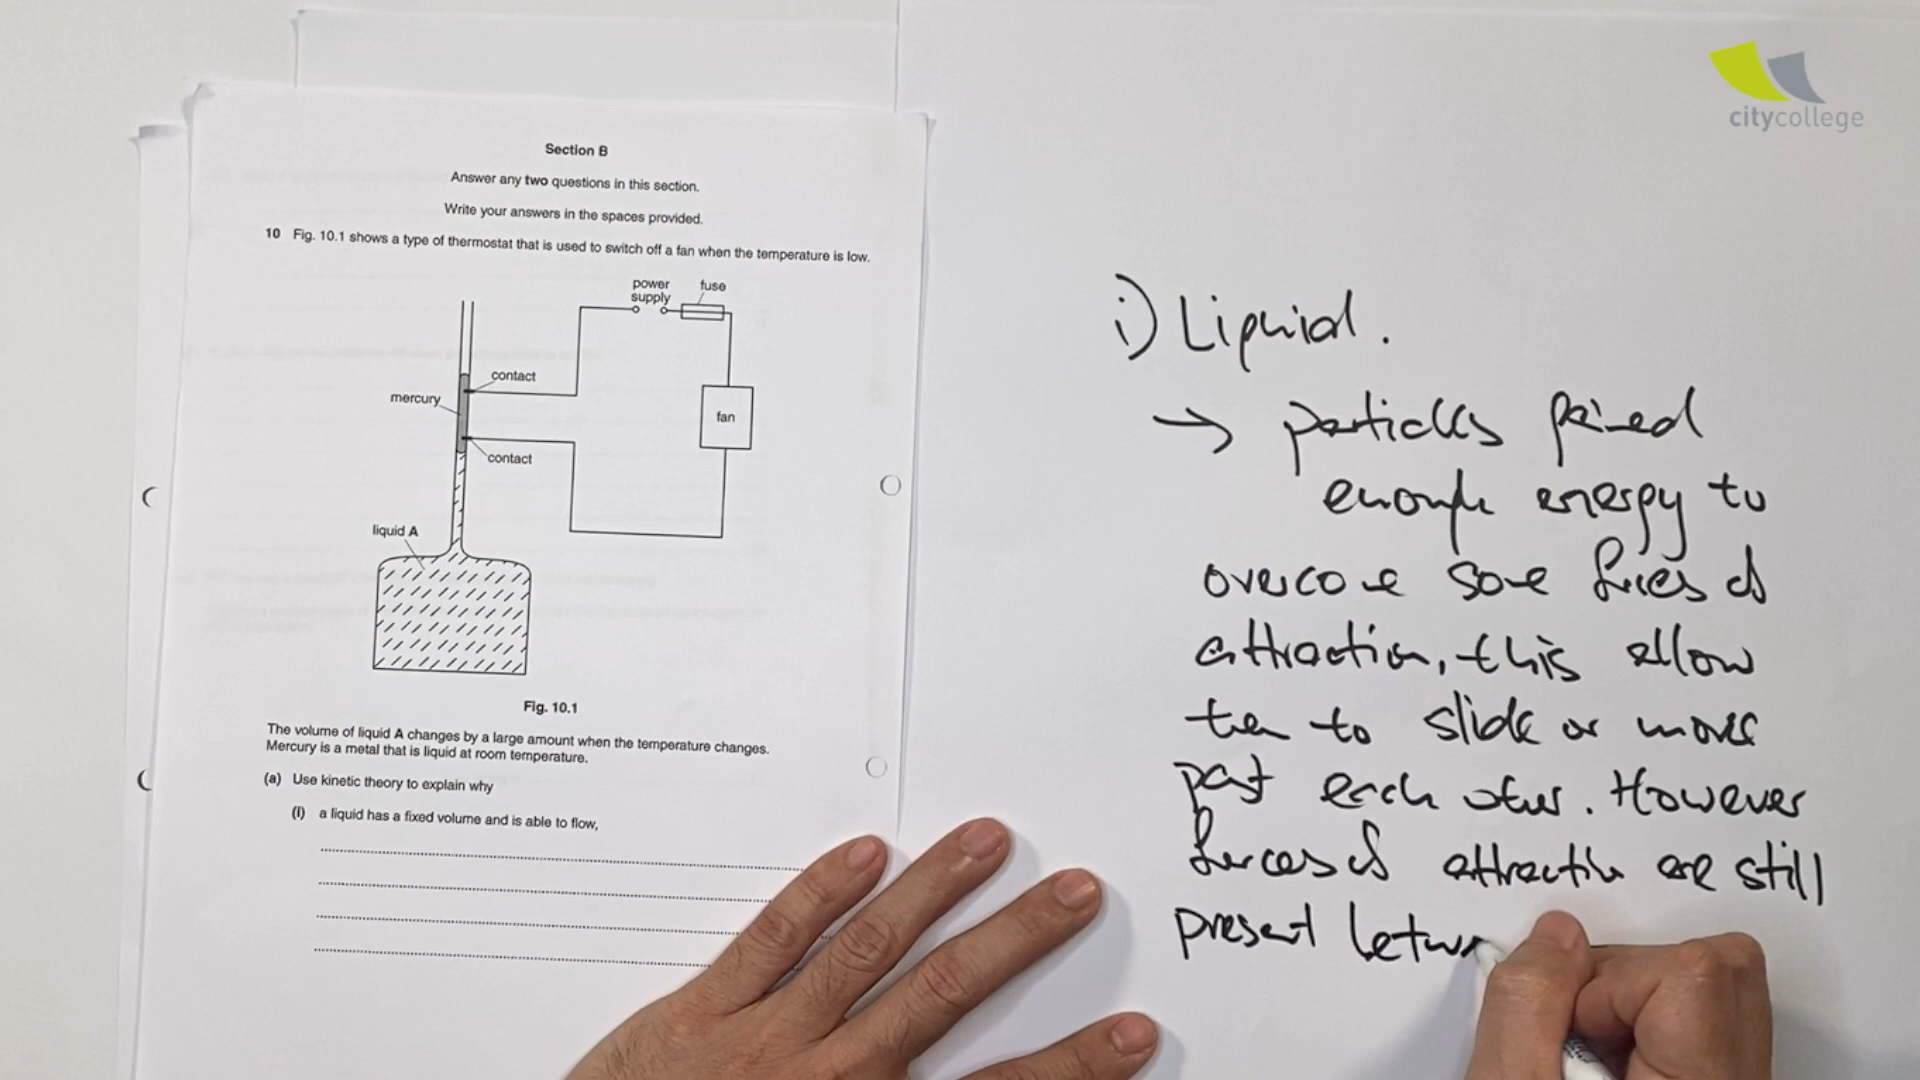 citycollege
Section B
Answer any two questions in this section.
Write your answers in the spaces provided.
10 Fig. 10.1 shows a type of thermostat that is used to switch off a fan when the temperature is low.
power
supply
fuse
contact
mercury
fan
contact
liquid A
Fig. 10.1
The volume of liquid A changes by a large amount when the temperature changes.
Mercury is a metal that is liquid at room temperature.
(a) Use kinetic theory to explain why
(i) a liquid has a fixed volume and is able to flow,
i) Liquid.
→ particles gained
enough energy to
overcome some forces of
attraction, this allow
them to slide or move
past each other. However
forces of attraction are still
present betwe